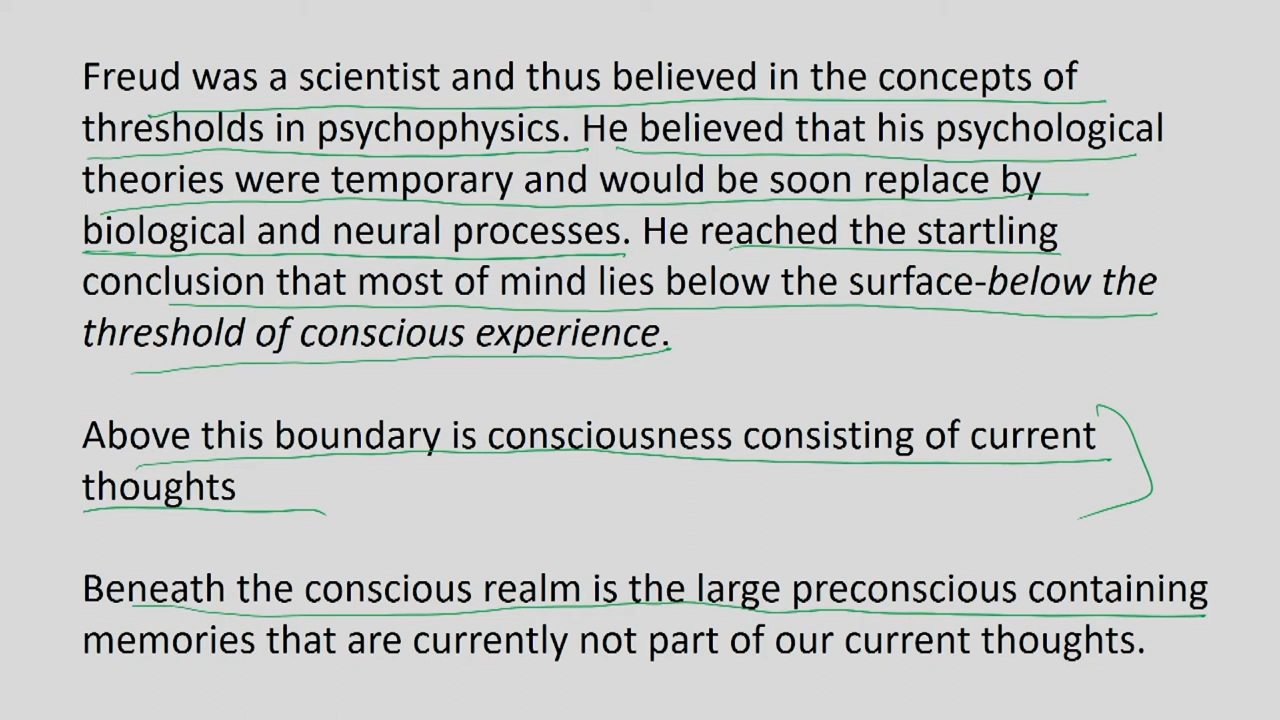 Freud was a scientist and thus believed in the concepts of
thresholds in psychophysics. He believed that his psychological
theories were temporary and would be soon replace by
biological and neural processes. He reached the startling
conclusion that most of mind lies below the surface-below the
threshold of conscious experience.
Above this boundary is consciousness consisting of current
thoughts
Beneath the conscious realm is the large preconscious containing
memories that are currently not part of our current thoughts.